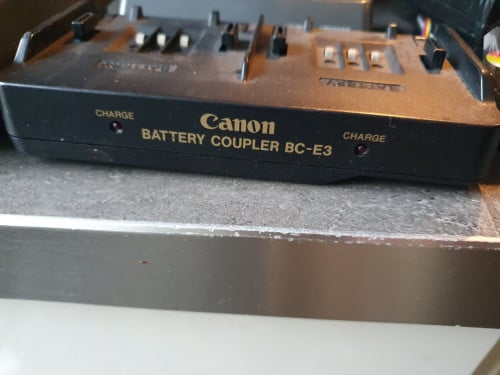 CHARGE
Canon
CHARGE
BATTERY COUPLER BC-E3